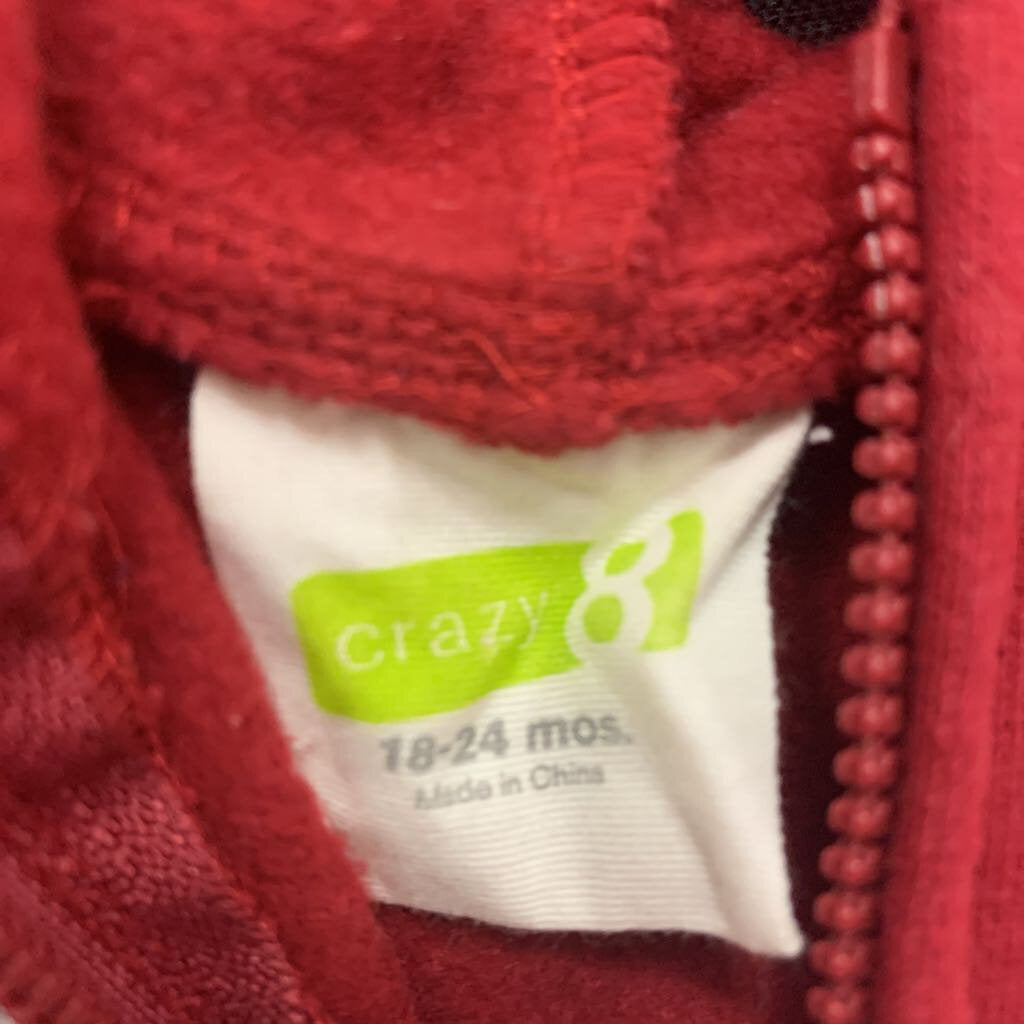 crazy 8
18-24 mos.
Made in China